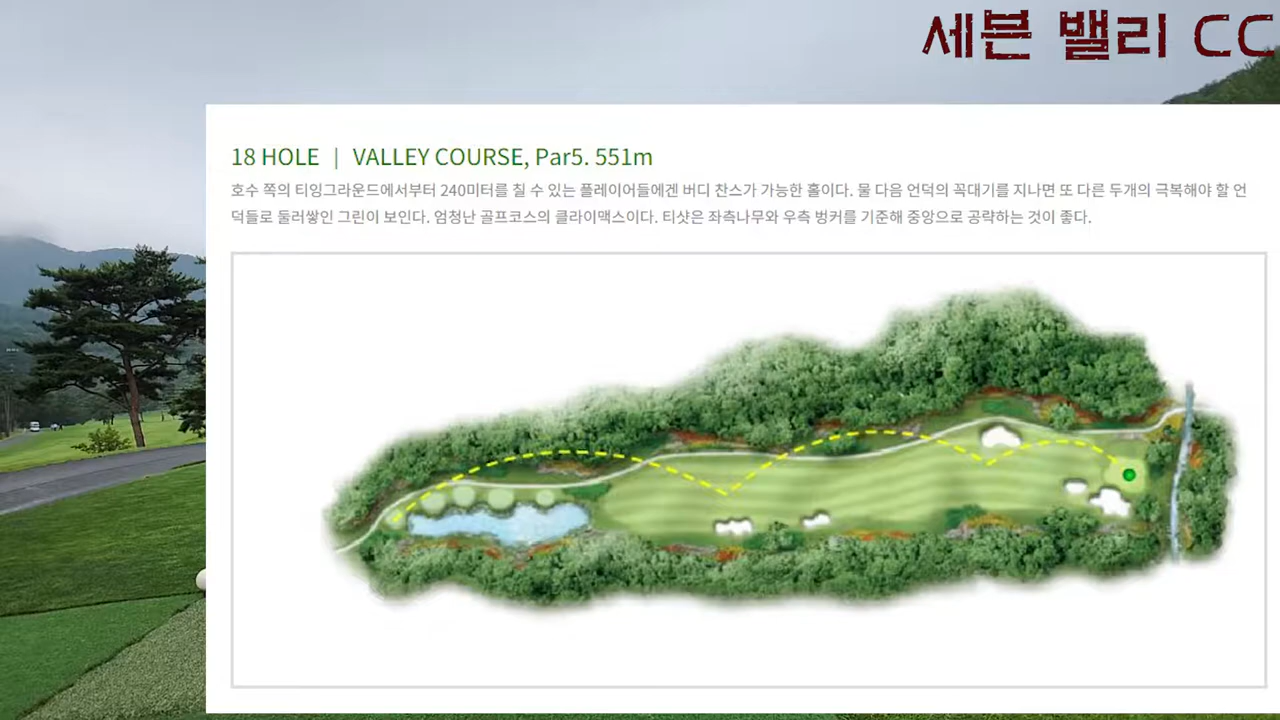 세븐 밸리 CC
18 HOLE | VALLEY COURSE, Par5. 551m
호수 쪽의 티잉그라운드에서부터 240미터를 칠 수 있는 플레이어들에겐 버디 찬스가 가능한 홀이다. 물 다음 언덕의 꼭대기를 지나면 또 다른 두개의 극복해야 할 언
덕들로 둘러쌓인 그린이 보인다. 엄청난 골프코스의 클라이맥스이다. 티샷은 좌측나무와 우측 벙커를 기준해 중앙으로 공략하는 것이 좋다.